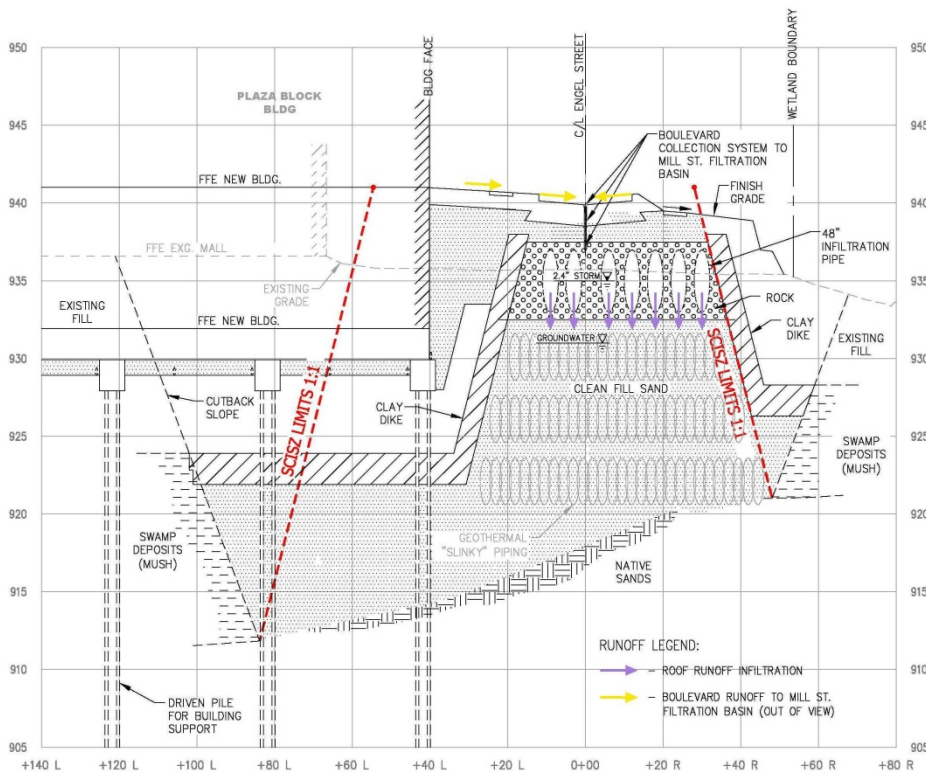 950
945
940
935
930
925
920
915
910
905
PLAZA BLOCK
BLDG
BLDG FACE
C/L ENGEL STREET
WETLAND BOUNDARY
950
945
940
935
930
925
920
915
910
905
BOULEVARD
COLLECTION SYSTEM TO
MILL ST. FILTRATION
BASIN
FINISH
GRADE
FFE NEW BLDG.
48"
INFILTRATION
PIPE
FFE EXG. MALL
EXISTING
GRADE
2.4" STORM
ROCK
EXISTING
FILL
FFE NEW BLDG.
GROUNDWATER
CLAY
DIKE
EXISTING
FILL
CUTBACK
SLOPE
SCISZ LIMITS 1:1
CLAY
DIKE
CLEAN FILL SAND
SCISZ LIMITS 1:1
SWAMP
DEPOSITS
(MUSH)
SWAMP
DEPOSITS
(MUSH)
GEOTHERMAL
"SLINKY" PIPING
NATIVE
SANDS
RUNOFF LEGEND:
- ROOF RUNOFF INFILTRATION
- BOULEVARD RUNOFF TO MILL ST.
FILTRATION BASIN (OUT OF VIEW)
DRIVEN PILE
FOR BUILDING
SUPPORT
+140 L +120 L +100 L +80 L +60 L +40 L +20 L 0+00 +20 R +40 R +60 R +80 R